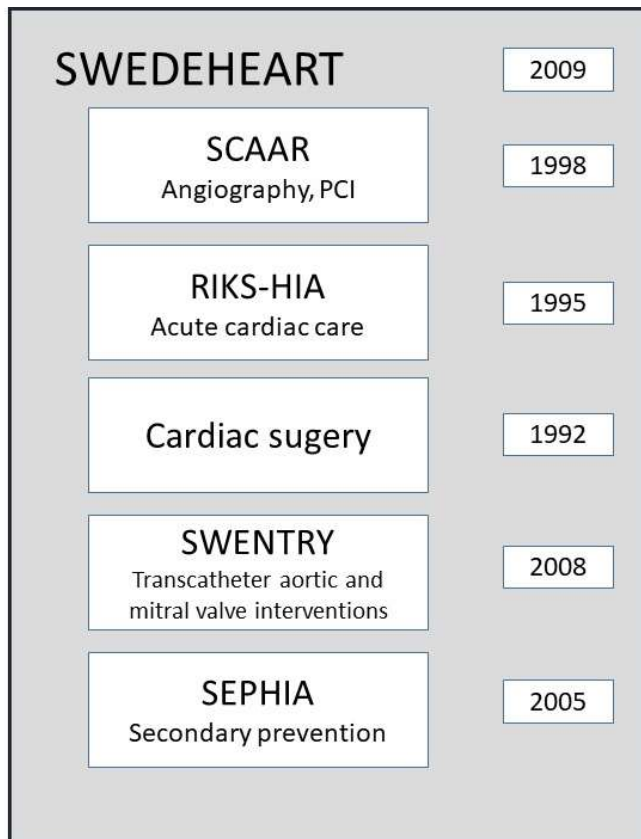 SWEDEHEART 2009
SCAAR 1998
Angiography, PCI
RIKS-HIA 1995
Acute cardiac care
Cardiac sugery 1992
SWENTRY 2008
Transcatheter aortic and
mitral valve interventions
SEPHIA 2005
Secondary prevention